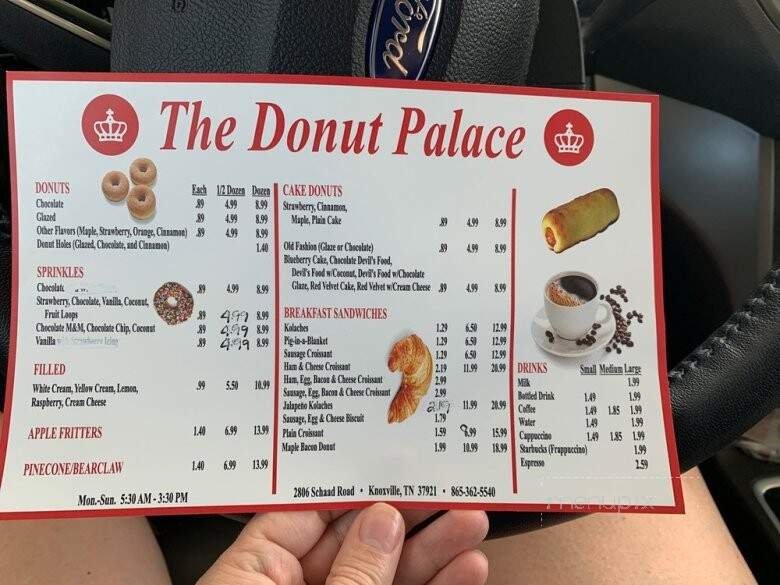 Ford
The Donut Palace
DONUTS Each 1/2 Dozen Dozen
Chocolate .89 4.99 8.99
Glazed .89 4.99 8.99
Other Flavors (Maple, Strawberry, Orange, Cinnamon) .89 4.99 8.99
Donut Holes (Glazed, Chocolate, and Cinnamon) 1.40
SPRINKLES
Chocolate .89 4.99 8.99
Strawberry, Chocolate, Vanilla, Coconut,
Fruit Loops .89 4.99 8.99
Chocolate M&M, Chocolate Chip, Coconut .89 4.99 8.99
Vanilla .89 4.99 8.99
FILLED
White Cream, Yellow Cream, Lemon, .99 5.50 10.99
Raspberry, Cream Cheese
APPLE FRITTERS 1.40 6.99 13.99
PINECONE/BEARCLAW 1.40 6.99 13.99
Mon.-Sun. 5:30 AM - 3:30 PM
CAKE DONUTS
Strawberry, Cinnamon,
Maple, Plain Cake .89 4.99 8.99
Old Fashion (Glaze or Chocolate) .89 4.99 8.99
Blueberry Cake, Chocolate Devil's Food,
Devil's Food w/Coconut, Devil's Food w/Chocolate
Glaze, Red Velvet Cake, Red Velvet w/Cream Cheese .89 4.99 8.99
BREAKFAST SANDWICHES
Kolaches 1.29 6.50 12.99
Pig-in-a-Blanket 1.29 6.50 12.99
Sausage Croissant 1.29 6.50 12.99
Ham & Cheese Croissant 2.19 11.99 20.99
Ham, Egg, Bacon & Cheese Croissant 2.99
Sausage, Egg, Bacon & Cheese Croissant 2.99
Jalapeno Kolaches 11.99 20.99
Sausage, Egg & Cheese Biscuit 1.79
Plain Croissant 1.59 8.99 15.99
Maple Bacon Donut 1.99 10.99 18.99
2806 Schaad Road • Knoxville, TN 37921 • 865-362-5540
DRINKS Small Medium Large
Milk 1.99
Bottled Drink 1.49 1.99
Coffee 1.49 1.85 1.99
Water 1.49 1.99
Cappuccino 1.49 1.85 1.99
Starbucks (Frappuccino) 1.99
Espresso 2.59
menupix